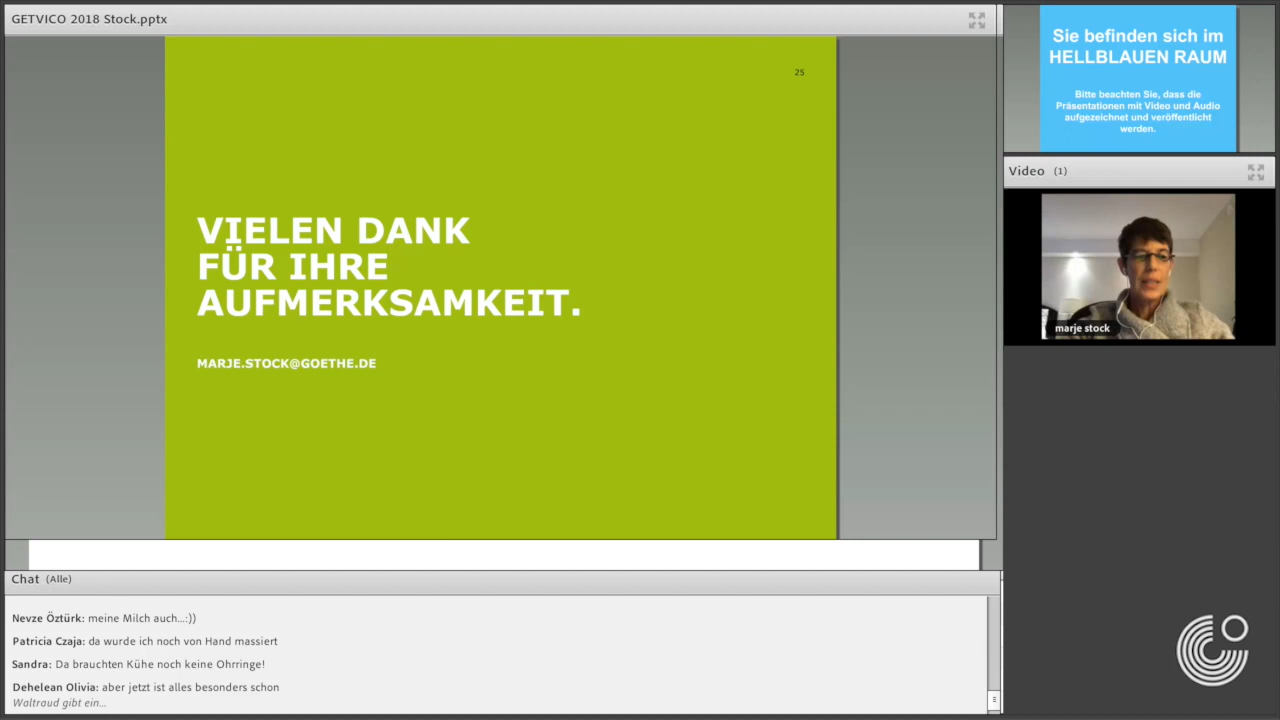 GETVICO 2018 Stock.pptx
25
VIELEN DANK
FÜR IHRE
AUFMERKSAMKEIT.
MARJE.STOCK@GOETHE.DE
Sie befinden sich im
HELLBLAUEN RAUM
Bitte beachten Sie, dass die
Präsentationen mit Video und Audio
aufgezeichnet und veröffentlicht
werden.
Video (1)
marje stock
Chat (Alle)
Nevze Öztürk: meine Milch auch...:))
Patricia Czaja: da wurde ich noch von Hand massiert
Sandra: Da brauchten Kühe noch keine Ohrringe!
Dehelean Olivia: aber jetzt ist alles besonders schon
Waltraud gibt ein...